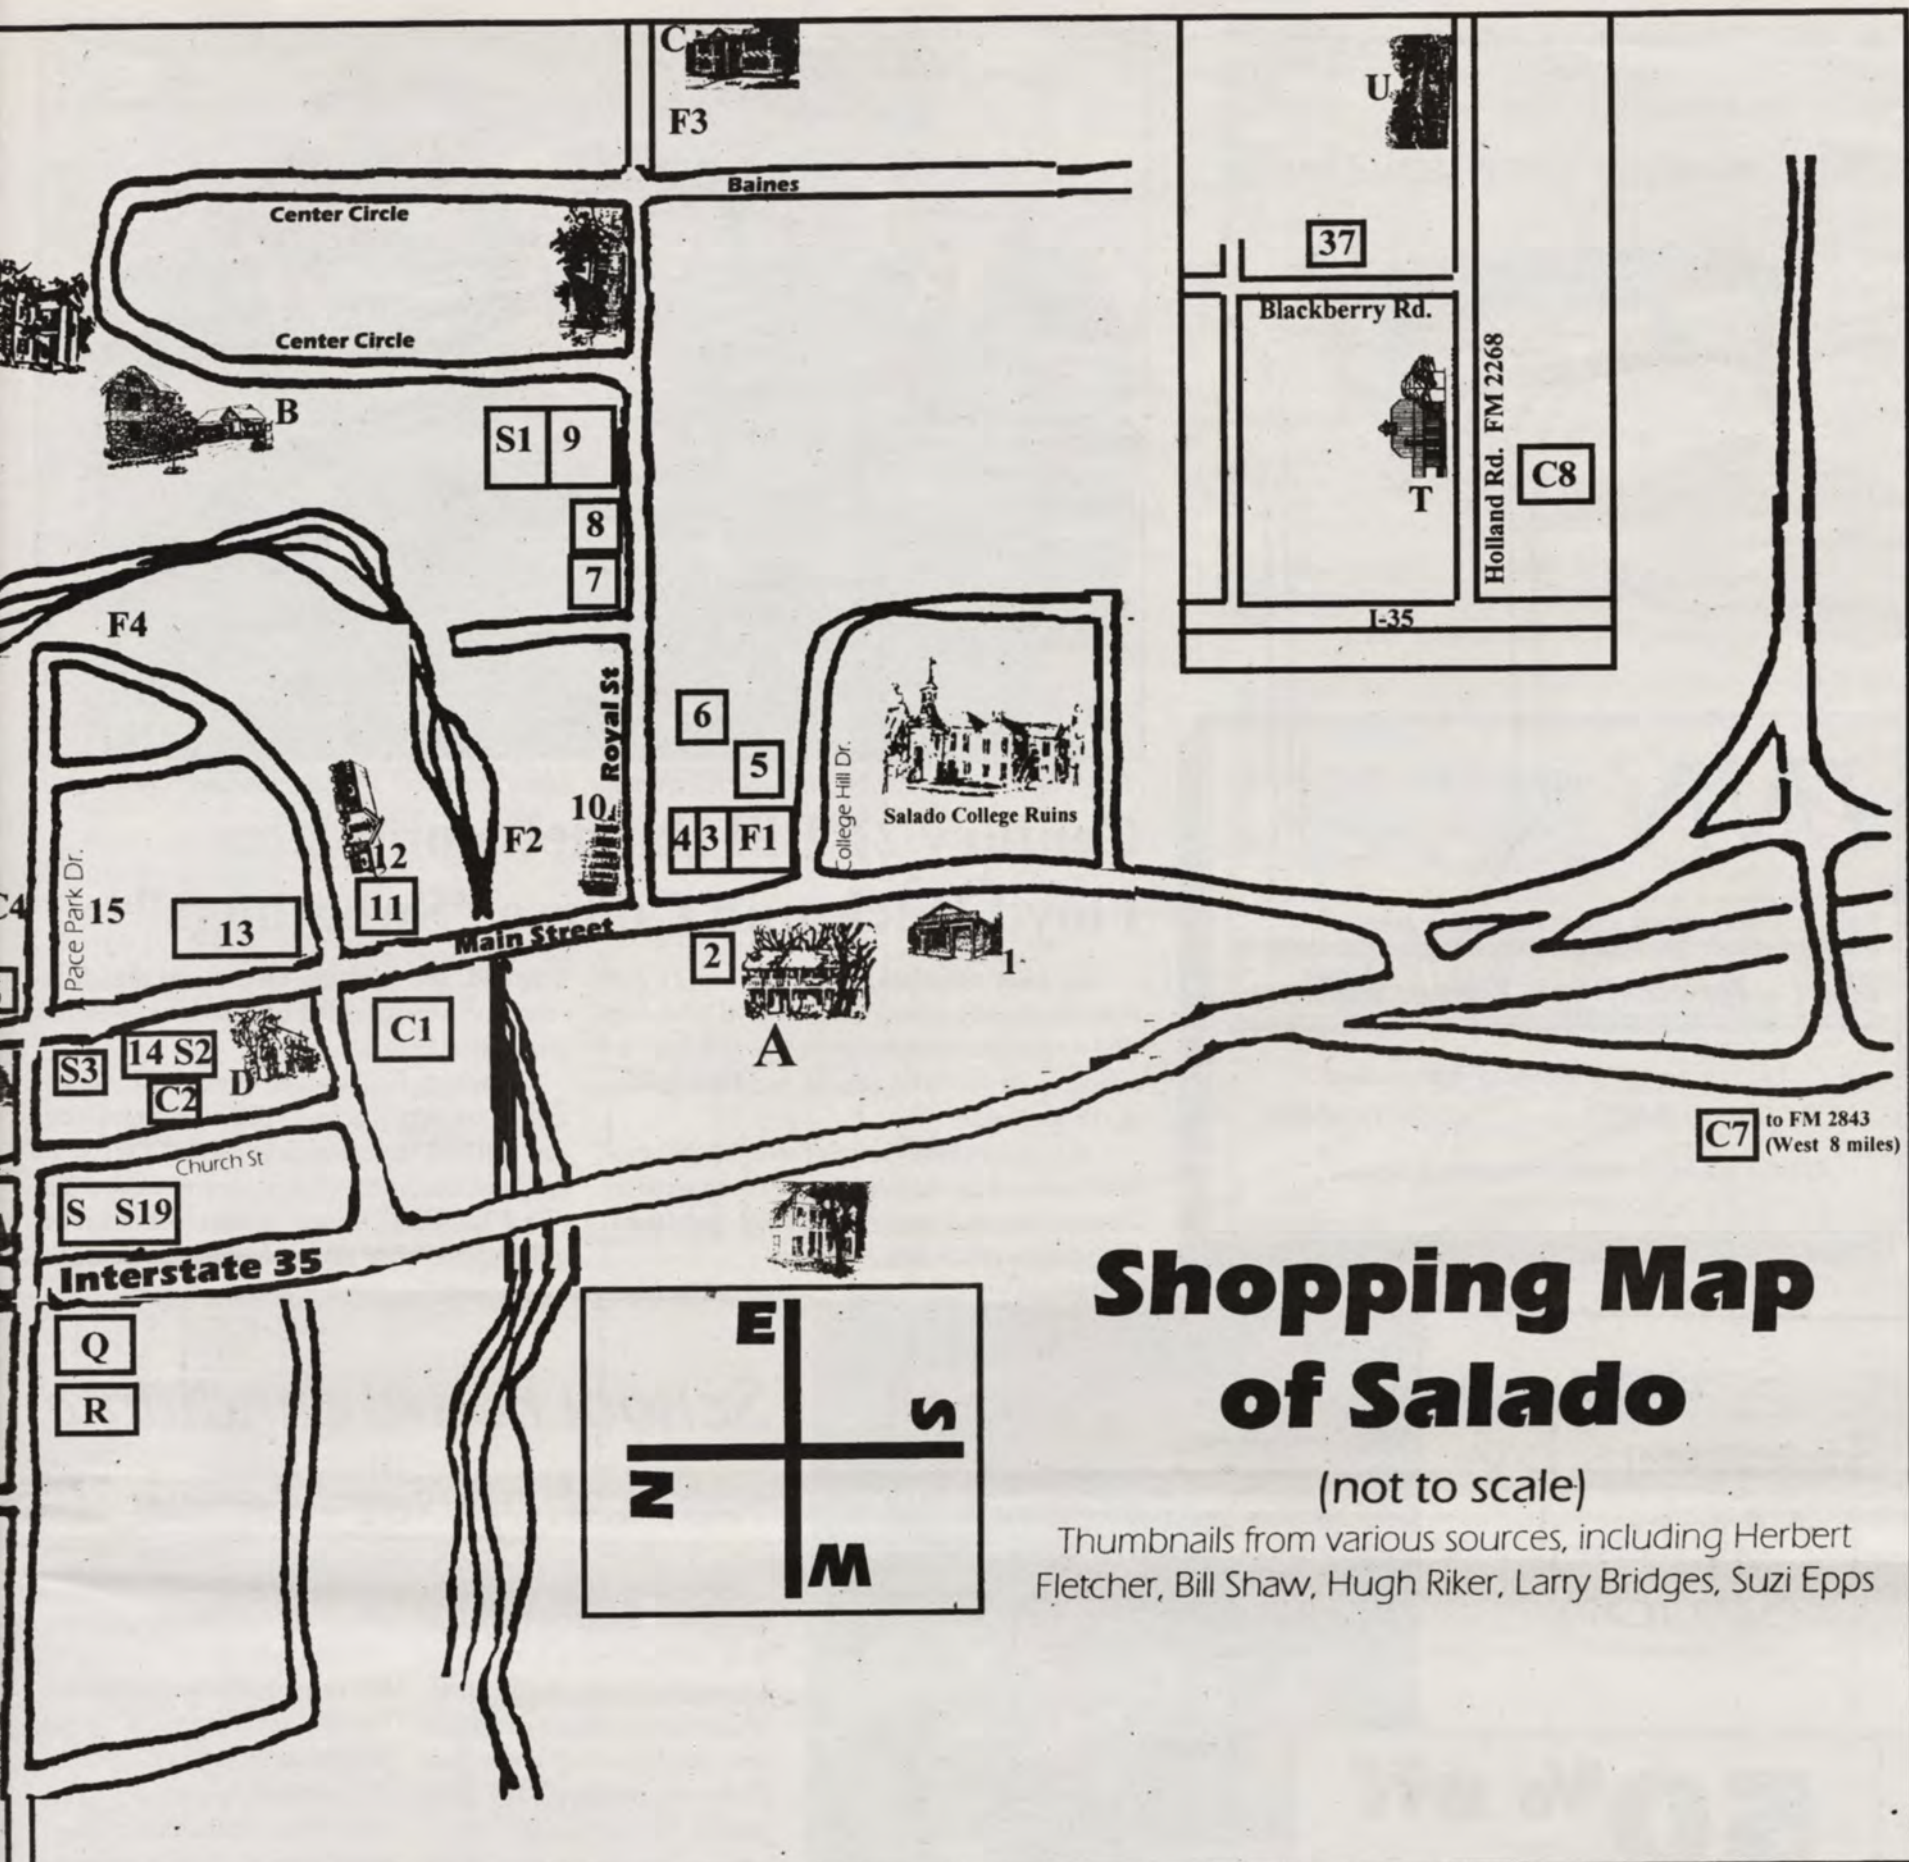 C
F3
U
Baines
Center Circle
37
Blackberry Rd.
Center Circle
B
S1 9
Holland Rd. FM 2268
C8
T
8
7
F4
I-35
Royal St
6
5
College Hill Dr.
Salado College Ruins
10
4 3 F1
F2
12
11
Pace Park Dr.
15
13
C4
Main Street
2
1
A
C1
14 S2
S3
C2
D
C7
to FM 2843
(West 8 miles)
Church St
S S19
Interstate 35
Q
R
E
S
N
W
Shopping Map
of Salado
(not to scale)
Thumbnails from various sources, including Herbert
Fletcher, Bill Shaw, Hugh Riker, Larry Bridges, Suzi Epps